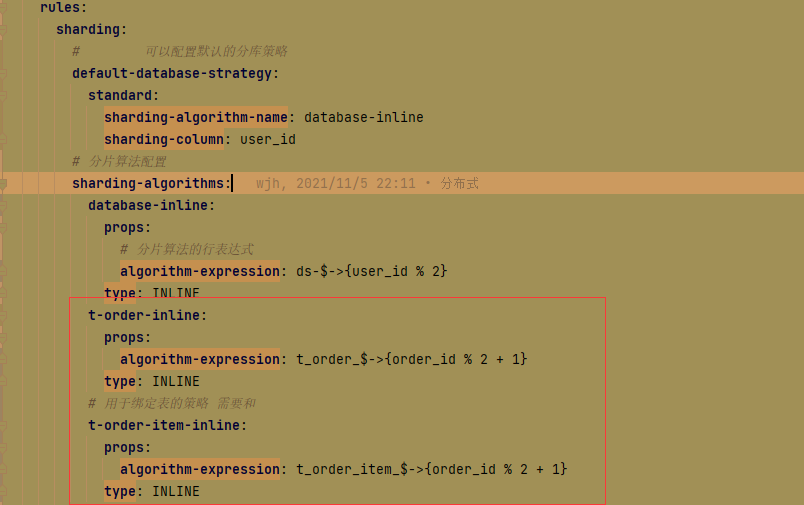 rules:
sharding:
# 可以配置默认的分库策略
default-database-strategy:
standard:
sharding-algorithm-name: database-inline
sharding-column: user_id
# 分片算法配置
sharding-algorithms: wjh, 2021/11/5 22:11 • 分布式
database-inline:
props:
# 分片算法的行表达式
algorithm-expression: ds-$->{user_id % 2}
type: INLINE
t-order-inline:
props:
algorithm-expression: t_order_$->{order_id % 2 + 1}
type: INLINE
# 用于绑定表的策略 需要和
t-order-item-inline:
props:
algorithm-expression: t_order_item_$->{order_id % 2 + 1}
type: INLINE